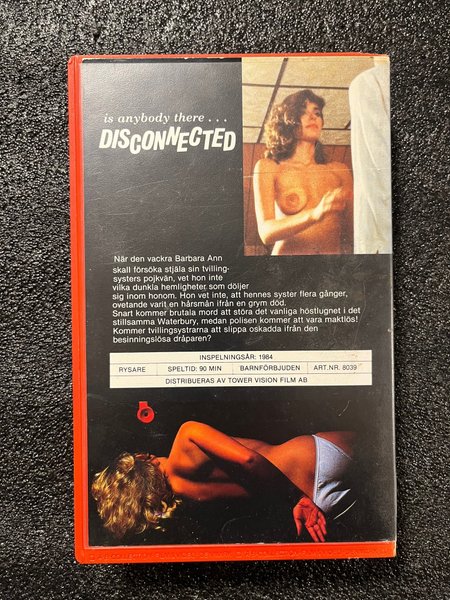 is anybody there . . .
DISCONNECTED
När den vackra Barbara Ann
skall försöka stjäla sin tvilling-
systers pojkvän, vet hon inte
vilka dunkla hemligheter som döljer
sig inom honom. Hon vet inte, att hennes syster flera gånger,
ovetande varit en hårsmån ifrån en grym död.
Snart kommer brutala mord att störa det vanliga höstlugnet i det
stillsamma Waterbury, medan polisen kommer att vara maktlös!
Kommer tvillingsystrarna att slippa oskadda ifrån den
besinningslösa dråparen?
INSPELNINGSÅR: 1984
RYSARE SPELTID: 90 MIN BARNFÖRBJUDEN ART.NR. 8039
DISTRIBUERAS AV TOWER VISION FILM AB